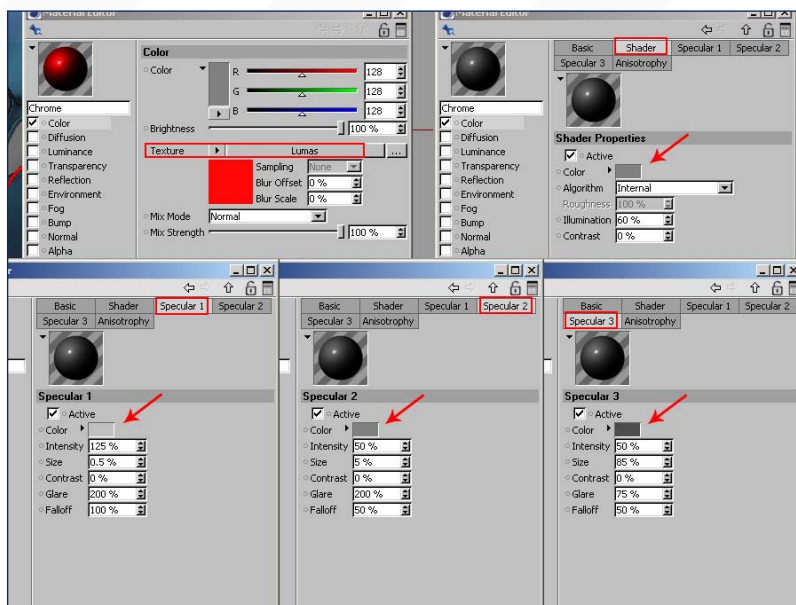 Material Editor
Color
Color
R
128
G
128
B
128
Chrome
Color
Diffusion
Luminance
Transparency
Reflection
Environment
Fog
Bump
Normal
Alpha
Brightness
100 %
Texture
Lumas
...
Sampling
None
Blur Offset
0 %
Blur Scale
0 %
Mix Mode
Normal
Mix Strength
100 %
Material Editor
Basic
Shader
Specular 1
Specular 2
Specular 3
Anisotropy
Chrome
Color
Diffusion
Luminance
Transparency
Reflection
Environment
Fog
Bump
Normal
Alpha
Shader Properties
Active
Color
Algorithm
Internal
Roughness
100 %
Illumination
60 %
Contrast
0 %
Basic
Shader
Specular 1
Specular 2
Specular 3
Anisotropy
Specular 1
Active
Color
Intensity
125 %
Size
0.5 %
Contrast
0 %
Glare
200 %
Falloff
100 %
Basic
Shader
Specular 1
Specular 2
Specular 3
Anisotropy
Specular 2
Active
Color
Intensity
50 %
Size
5 %
Contrast
0 %
Glare
200 %
Falloff
50 %
Basic
Shader
Specular 1
Specular 2
Specular 3
Anisotropy
Specular 3
Active
Color
Intensity
50 %
Size
85 %
Contrast
0 %
Glare
75 %
Falloff
50 %